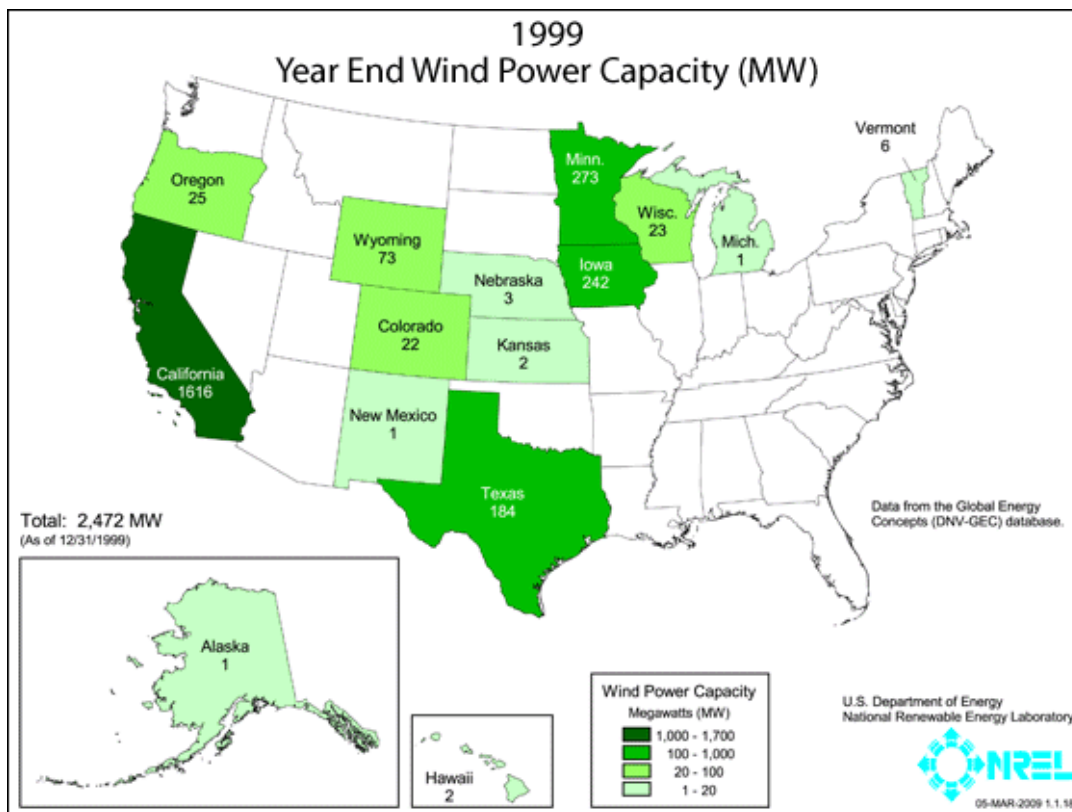 1999
Year End Wind Power Capacity (MW)
Vermont
6
Minn.
273
Oregon
25
Wisc.
23
Wyoming
73
Mich.
1
Iowa
242
Nebraska
3
Colorado
22
Kansas
2
California
1616
New Mexico
1
Texas
184
Total: 2,472 MW
(As of 12/31/1999)
Data from the Global Energy
Concepts (DNV-GEC) database.
Alaska
1
Hawaii
2
Wind Power Capacity
Megawatts (MW)
1,000 - 1,700
100 - 1,000
20 - 100
1 - 20
U.S. Department of Energy
National Renewable Energy Laboratory
NREL
05-MAR-2009 1.1.18